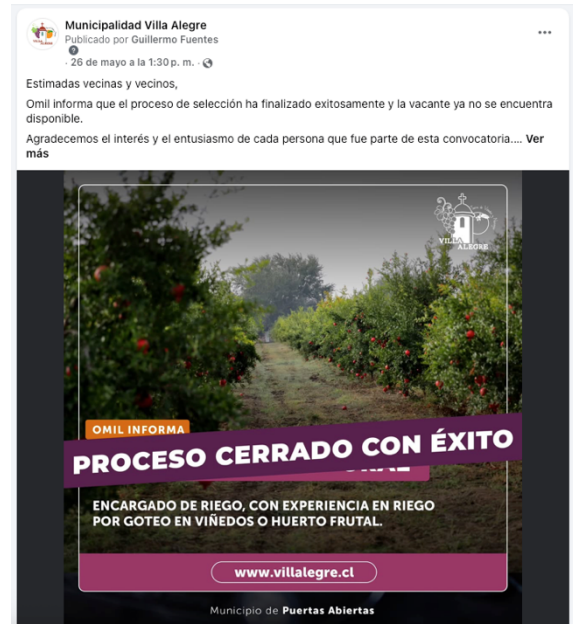 Municipalidad Villa Alegre
Publicado por Guillermo Fuentes
· 26 de mayo a la 1:30 p. m. ·
Estimadas vecinas y vecinos,
Omil informa que el proceso de selección ha finalizado exitosamente y la vacante ya no se encuentra
disponible.
Agradecemos el interés y el entusiasmo de cada persona que fue parte de esta convocatoria.... Ver
más
VILLA
ALEGRE
OMIL INFORMA
PROCESO CERRADO CON ÉXITO
ENCARGADO DE RIEGO, CON EXPERIENCIA EN RIEGO
POR GOTEO EN VIÑEDOS O HUERTO FRUTAL.
www.villalegre.cl
Municipio de Puertas Abiertas